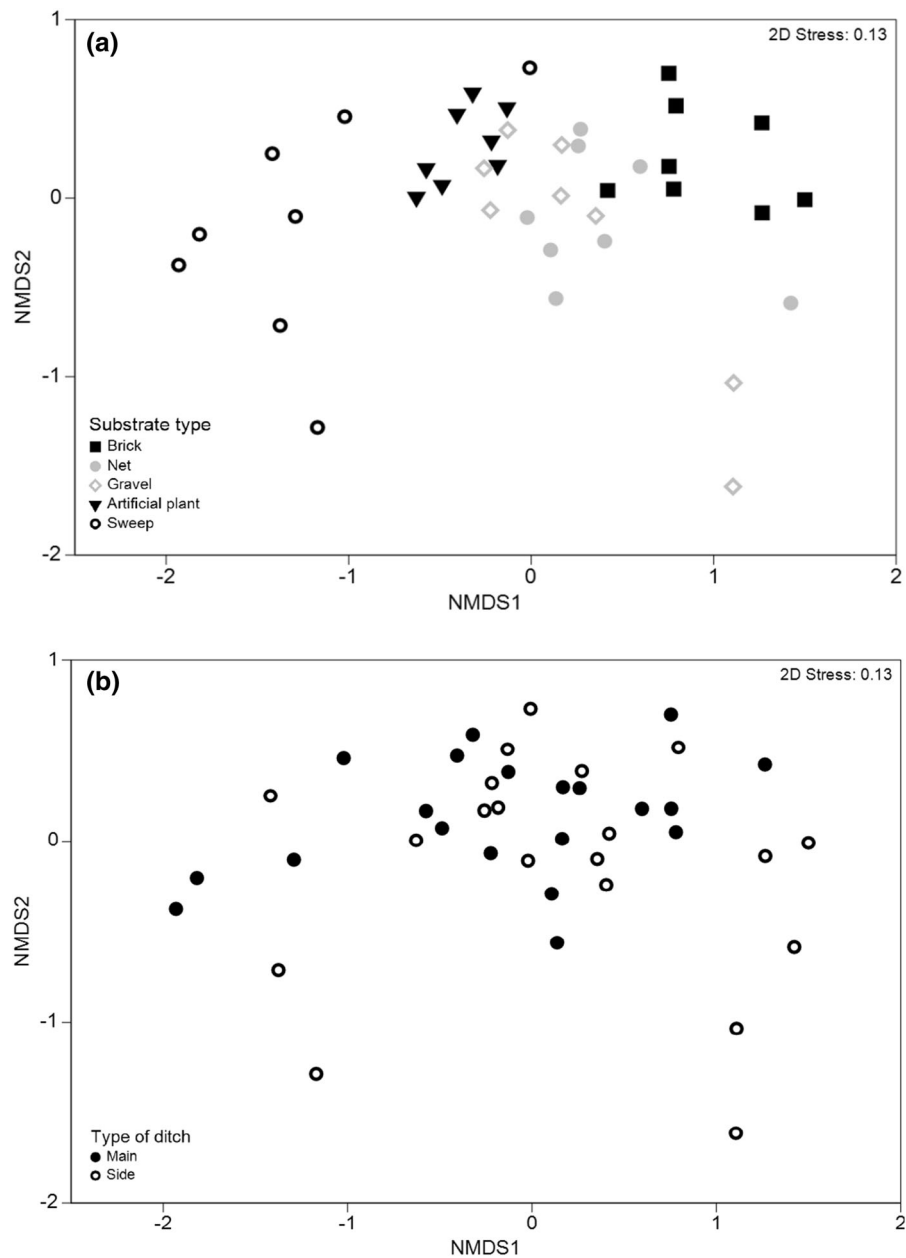 (a)
2D Stress: 0.13
1
0
-1
-2
NMDS2
Substrate type
Brick
Net
Gravel
Artificial plant
Sweep
-2 -1 0 1 2
NMDS1
(b)
2D Stress: 0.13
1
0
-1
-2
NMDS2
Type of ditch
Main
Side
-2 -1 0 1 2
NMDS1